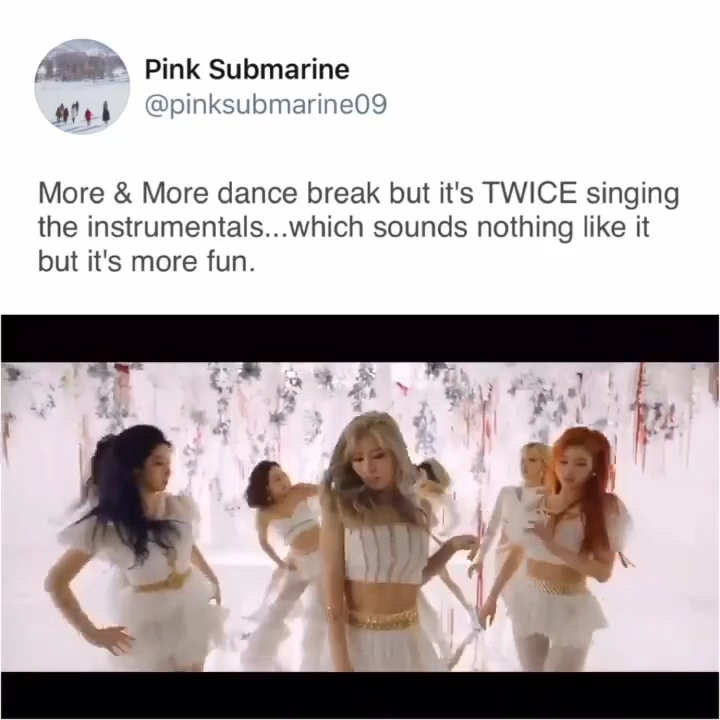 Pink Submarine
@pinksubmarine09
More & More dance break but it's TWICE singing
the instrumentals...which sounds nothing like it
but it's more fun.